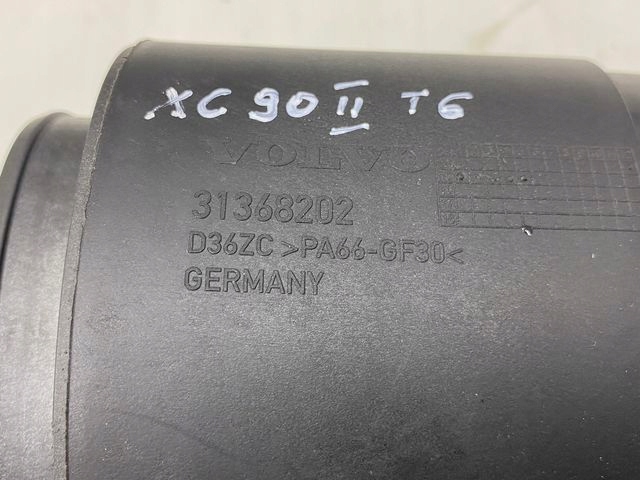 XC 90 II T6
VOLVO
31368202
D36ZC >PA66-GF30<
GERMANY